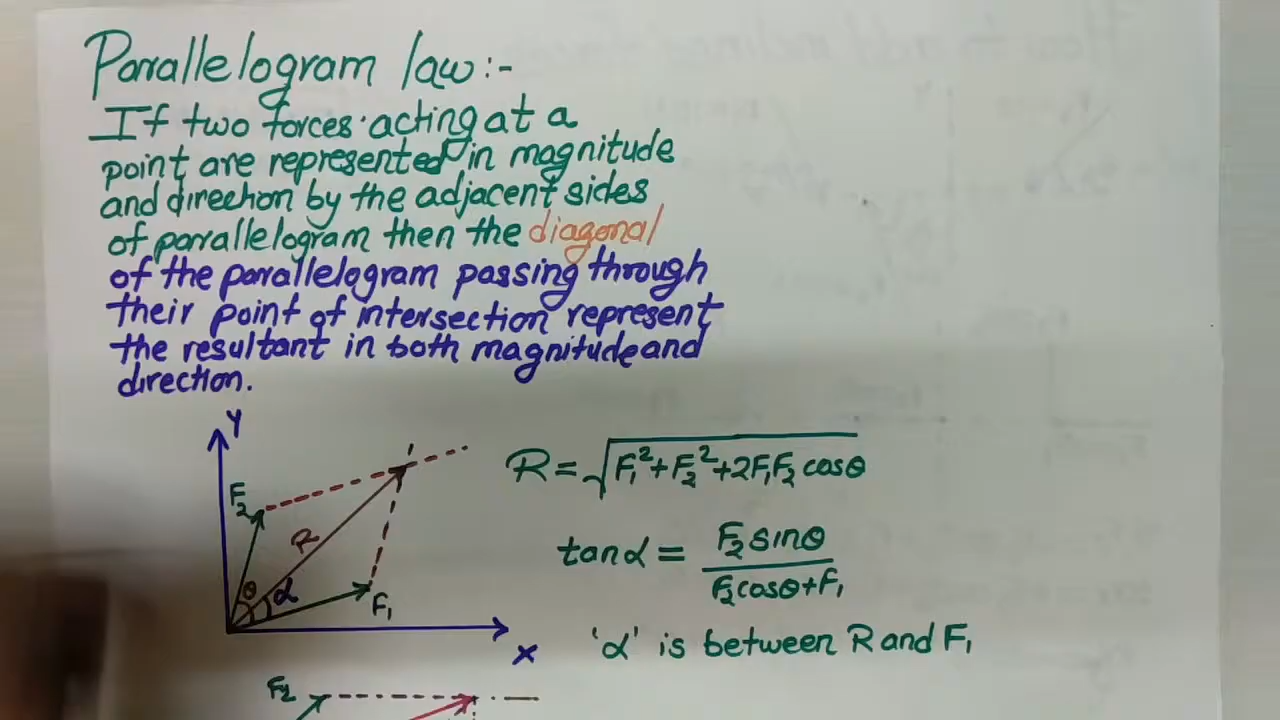 Parallelogram law:-
If two forces acting at a
point are represented in magnitude
and direction by the adjacent sides
of parallelogram then the diagonal
of the parallelogram passing through
their point of intersection represent
the resultant in both magnitude and
direction.
Y
F₂
R
θ
α
F₁
X
R = √F₁²+F₂²+2F₁F₂ cosθ
tanα = F₂ sinθ / F₂cosθ+F₁
'α' is between R and F₁
F₂